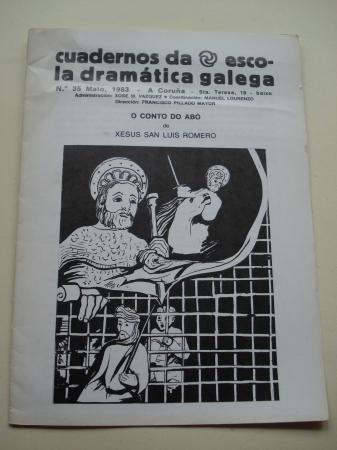 cuadernos da esco-
la dramática galega
N.º 35 Maio, 1983 - A Coruña - Sta. Teresa, 19 - baixo
Administración: XOSE M. VAZQUEZ • Coordinación: MANUEL LOURENZO
Dirección: FRANCISCO PILLADO MAYOR
O CONTO DO ABÓ
de
XESUS SAN LUIS ROMERO